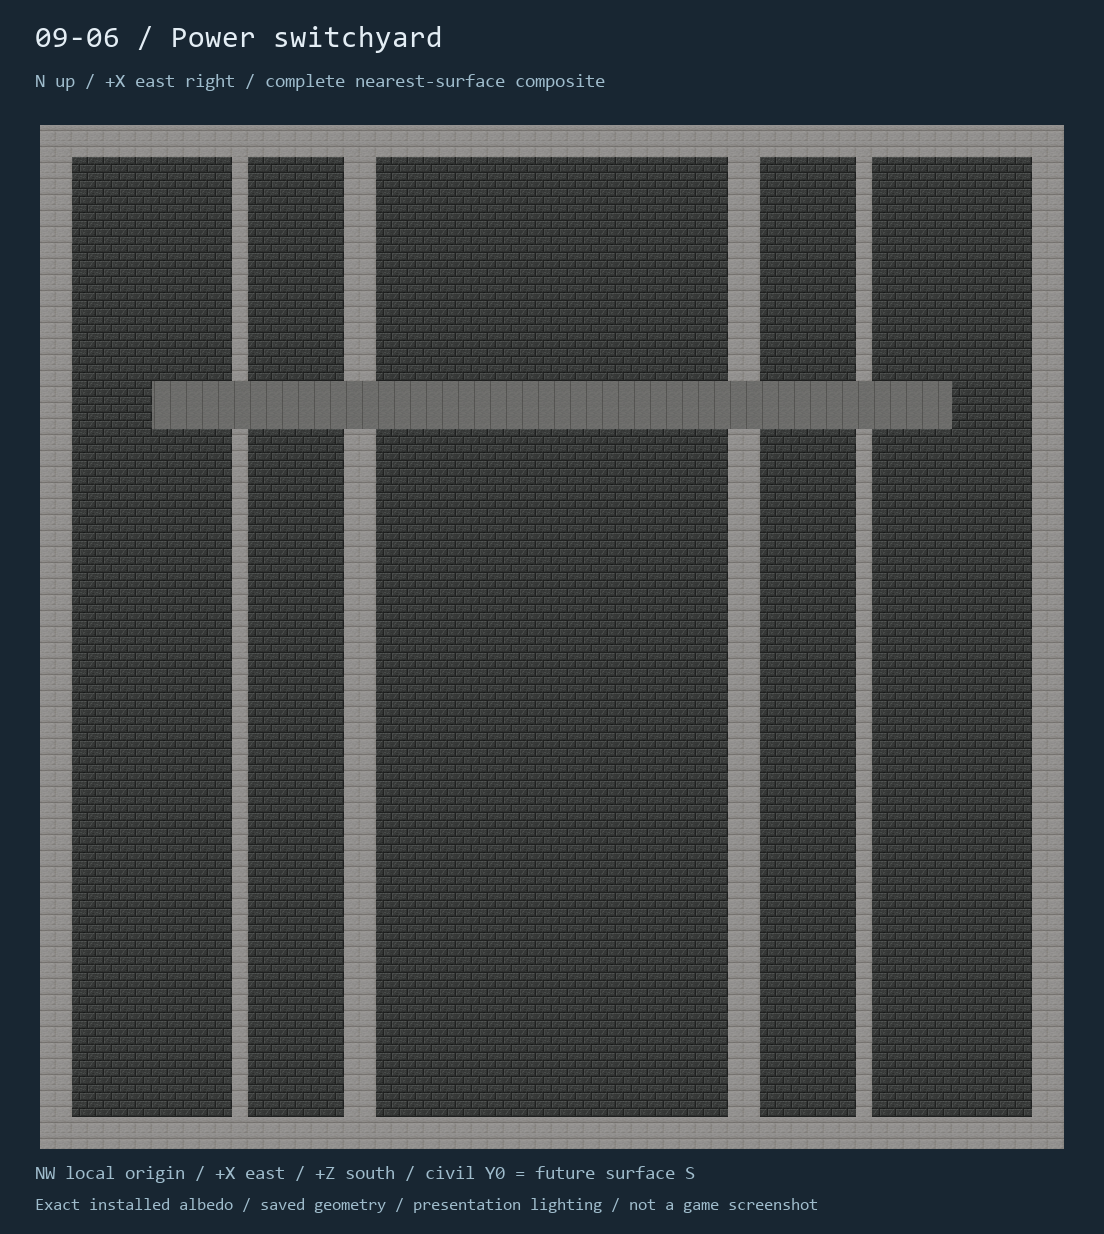 09-06 / Power switchyard
N up / +X east right / complete nearest-surface composite
NW local origin / +X east / +Z south / civil Y0 = future surface S
Exact installed albedo / saved geometry / presentation lighting / not a game screenshot